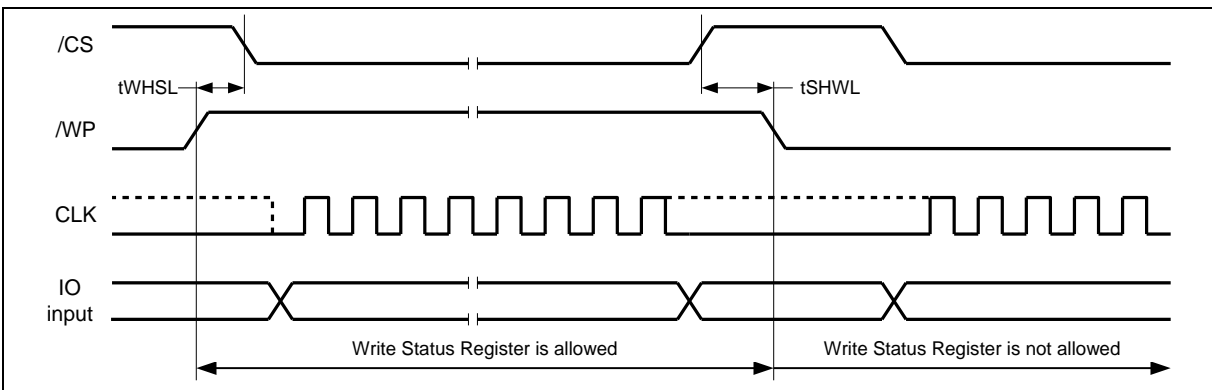 /CS
tWHSL
tSHWL
/WP
CLK
IO
input
Write Status Register is allowed
Write Status Register is not allowed